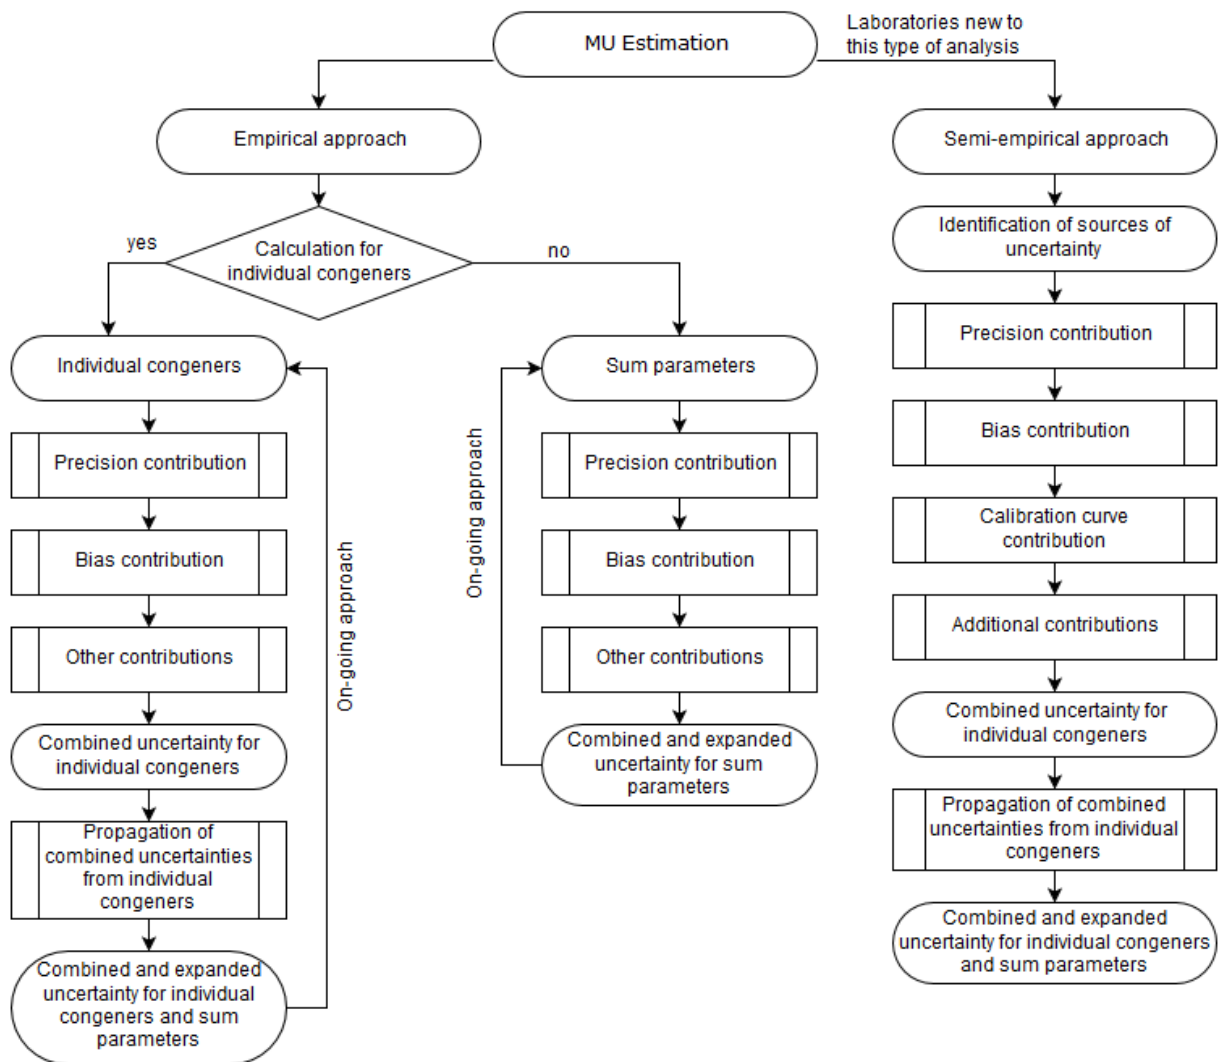 MU Estimation
Laboratories new to
this type of analysis
Empirical approach
Semi-empirical approach
yes
Calculation for
individual congeners
no
Identification of sources of
uncertainty
Individual congeners
Precision contribution
Bias contribution
Other contributions
Combined uncertainty for
individual congeners
Propagation of
combined uncertainties
from individual
congeners
Combined and expanded
uncertainty for individual
congeners and sum
parameters
On-going approach
Sum parameters
Precision contribution
Bias contribution
Other contributions
Combined and expanded
uncertainty for sum
parameters
On-going approach
Precision contribution
Bias contribution
Calibration curve
contribution
Additional contributions
Combined uncertainty for
individual congeners
Propagation of combined
uncertainties from individual
congeners
Combined and expanded
uncertainty for individual congeners
and sum parameters